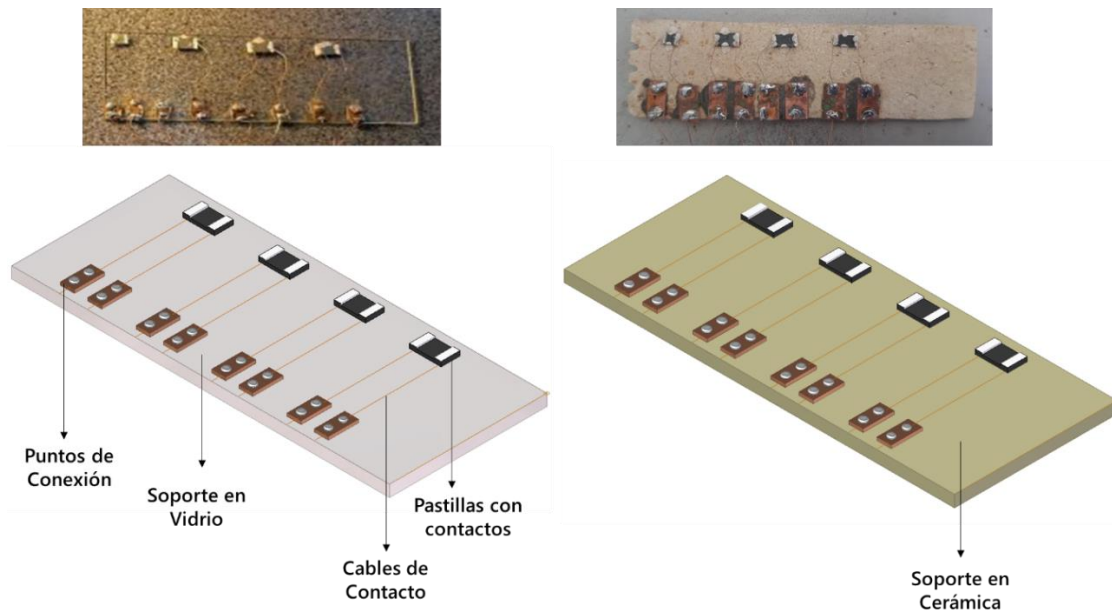 Puntos de
Conexión
Soporte en
Vidrio
Cables de
Contacto
Pastillas con
contactos
Soporte en
Cerámica